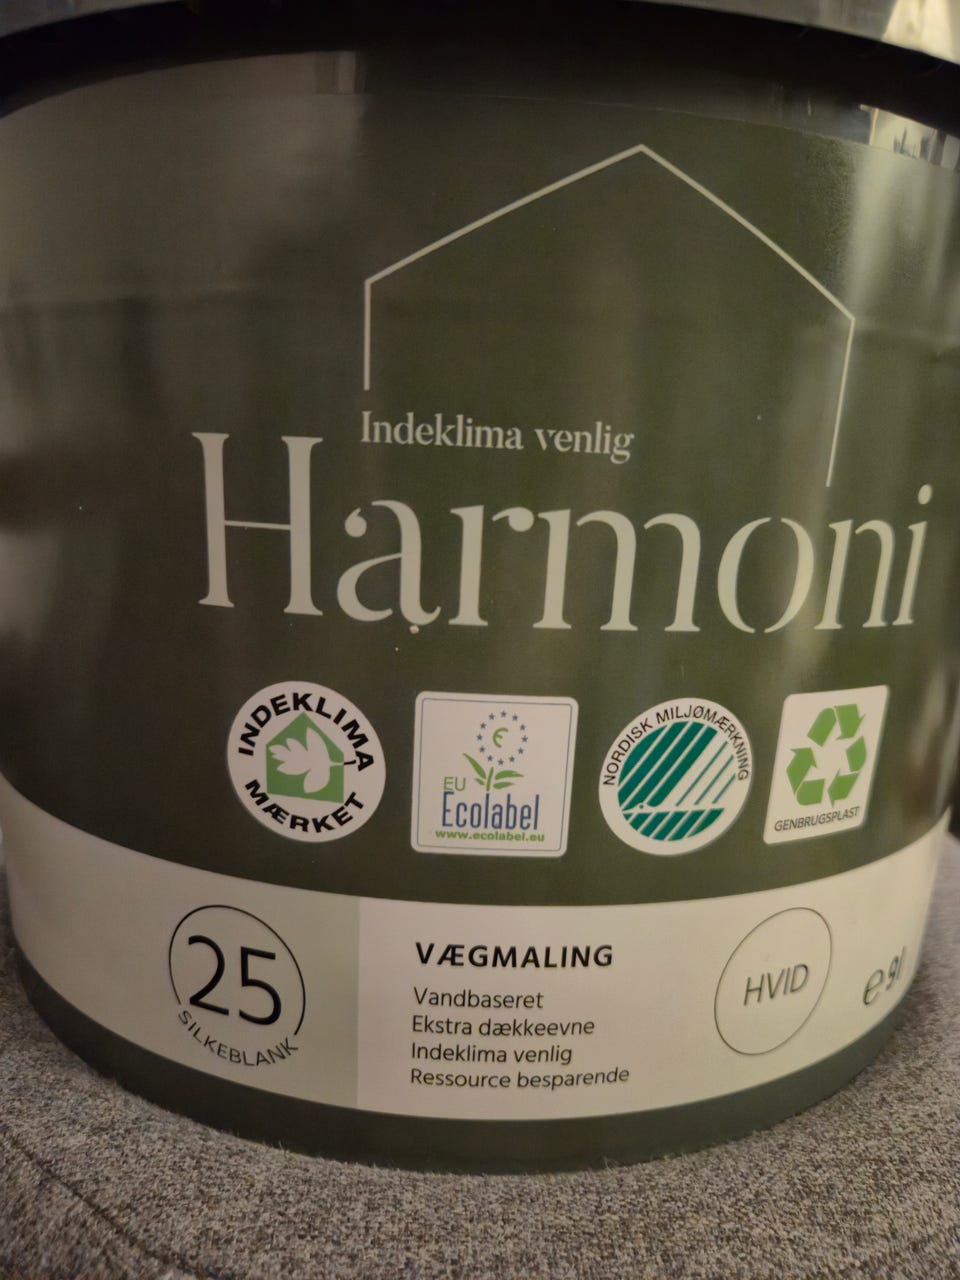 Indeklima venlig
Harmoni
INDEKLIMA
MÆRKET
EU
Ecolabel
www.ecolabel.eu
NORDISK MILJØMÆRKNING
GENBRUGSPLAST
25
SILKEBLANK
VÆGMALING
Vandbaseret
Ekstra dækkeevne
Indeklima venlig
Ressource besparende
HVID
e 9l